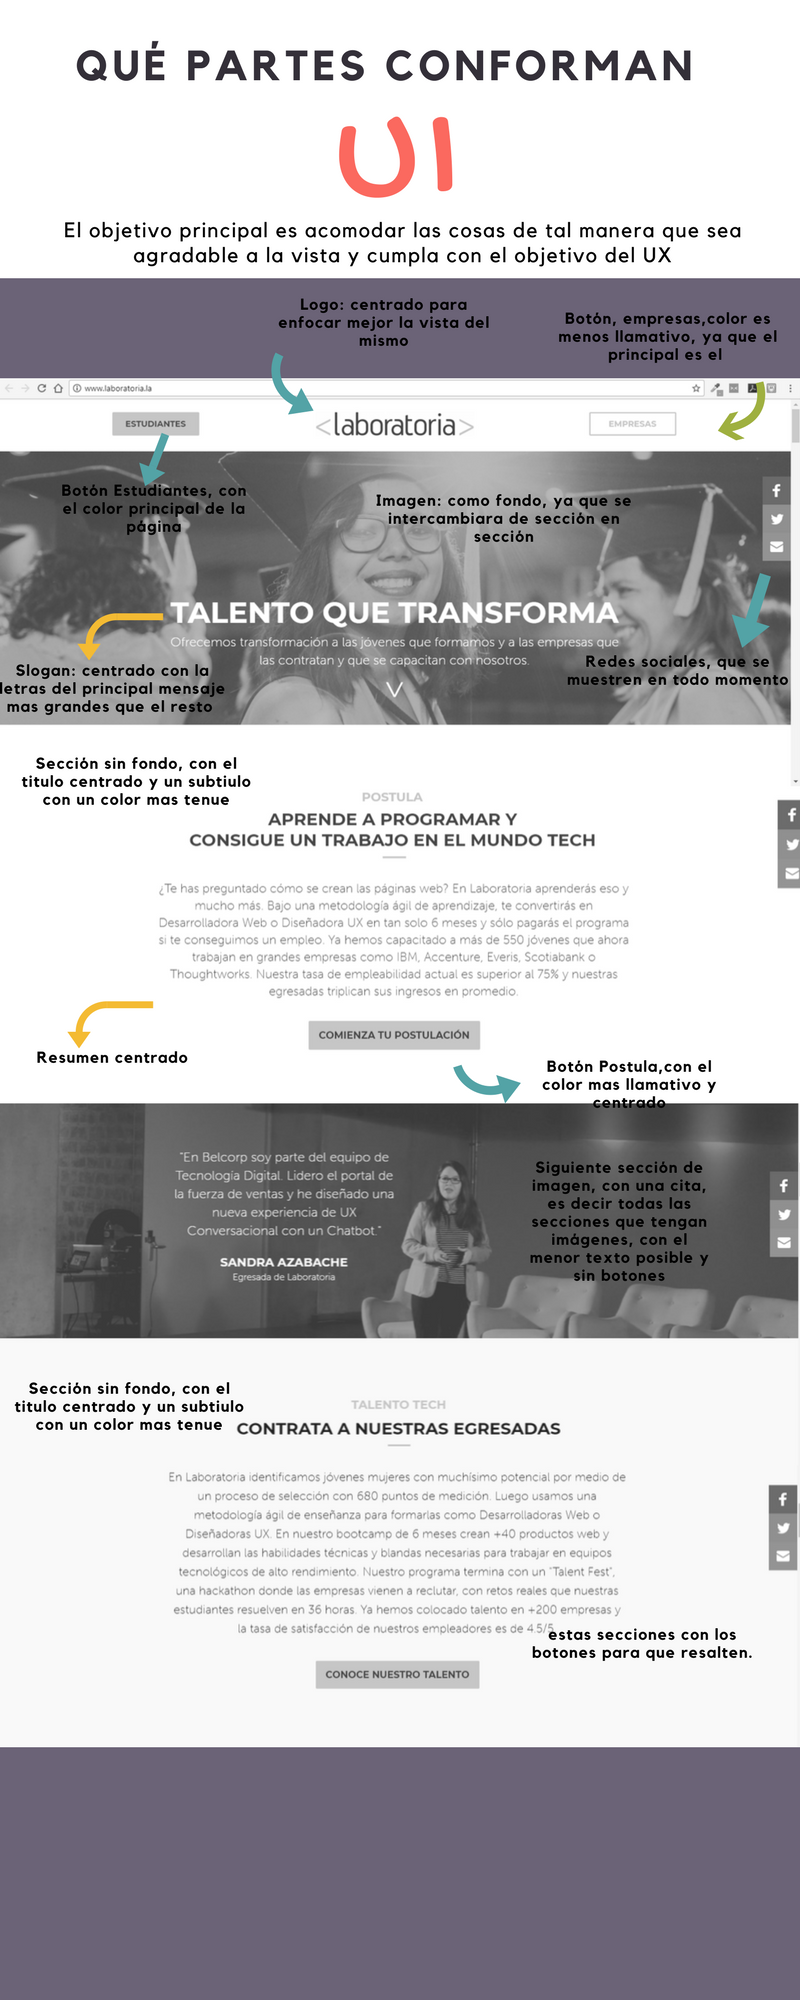 QUÉ PARTES CONFORMAN
UI
El objetivo principal es acomodar las cosas de tal manera que sea
agradable a la vista y cumpla con el objetivo del UX
Logo: centrado para
enfocar mejor la vista del
mismo
Botón, empresas,color es
menos llamativo, ya que el
principal es el
www.laboratoria.la
ESTUDIANTES
<laboratoria>
EMPRESAS
Botón Estudiantes, con
el color principal de la
página
Imagen: como fondo, ya que se
intercambiara de sección en
sección
TALENTO QUE TRANSFORMA
Ofrecemos transformación a las jóvenes que formamos y a las empresas que
las contratan y que se capacitan con nosotros.
Slogan: centrado con la
letras del principal mensaje
mas grandes que el resto
Redes sociales, que se
muestren en todo momento
Sección sin fondo, con el
titulo centrado y un subtiulo
con un color mas tenue
POSTULA
APRENDE A PROGRAMAR Y
CONSIGUE UN TRABAJO EN EL MUNDO TECH
¿Te has preguntado cómo se crean las páginas web? En Laboratoria aprenderás eso y
mucho más. Bajo una metodología ágil de aprendizaje, te convertirás en
Desarrolladora Web o Diseñadora UX en tan solo 6 meses y sólo pagarás el programa
si te conseguimos un empleo. Ya hemos capacitado a más de 550 jóvenes que ahora
trabajan en grandes empresas como IBM, Accenture, Everis, Scotiabank o
Thoughtworks. Nuestra tasa de empleabilidad actual es superior al 75% y nuestras
egresadas triplican sus ingresos en promedio.
COMIENZA TU POSTULACIÓN
Resumen centrado
Botón Postula,con el
color mas llamativo y
centrado
"En Belcorp soy parte del equipo de
Tecnología Digital. Lidero el portal de
la fuerza de ventas y he diseñado una
nueva experiencia de UX
Conversacional con un Chatbot."
SANDRA AZABACHE
Egresada de Laboratoria
Siguiente sección de
imagen, con una cita,
es decir todas las
secciones que tengan
imágenes, con el
menor texto posible y
sin botones
Sección sin fondo, con el
titulo centrado y un subtiulo
con un color mas tenue
TALENTO TECH
CONTRATA A NUESTRAS EGRESADAS
En Laboratoria identificamos jóvenes mujeres con muchísimo potencial por medio de
un proceso de selección con 680 puntos de medición. Luego usamos una
metodología ágil de enseñanza para formarlas como Desarrolladoras Web o
Diseñadoras UX. En nuestro bootcamp de 6 meses crean +40 productos web y
desarrollan las habilidades técnicas y blandas necesarias para trabajar en equipos
tecnológicos de alto rendimiento. Nuestro programa termina con un "Talent Fest",
una hackathon donde las empresas vienen a reclutar, con retos reales que nuestras
estudiantes resuelven en 36 horas. Ya hemos colocado talento en +200 empresas y
la tasa de satisfacción de nuestros empleadores es de 4.5/5
estas secciones con los
botones para que resalten.
CONOCE NUESTRO TALENTO